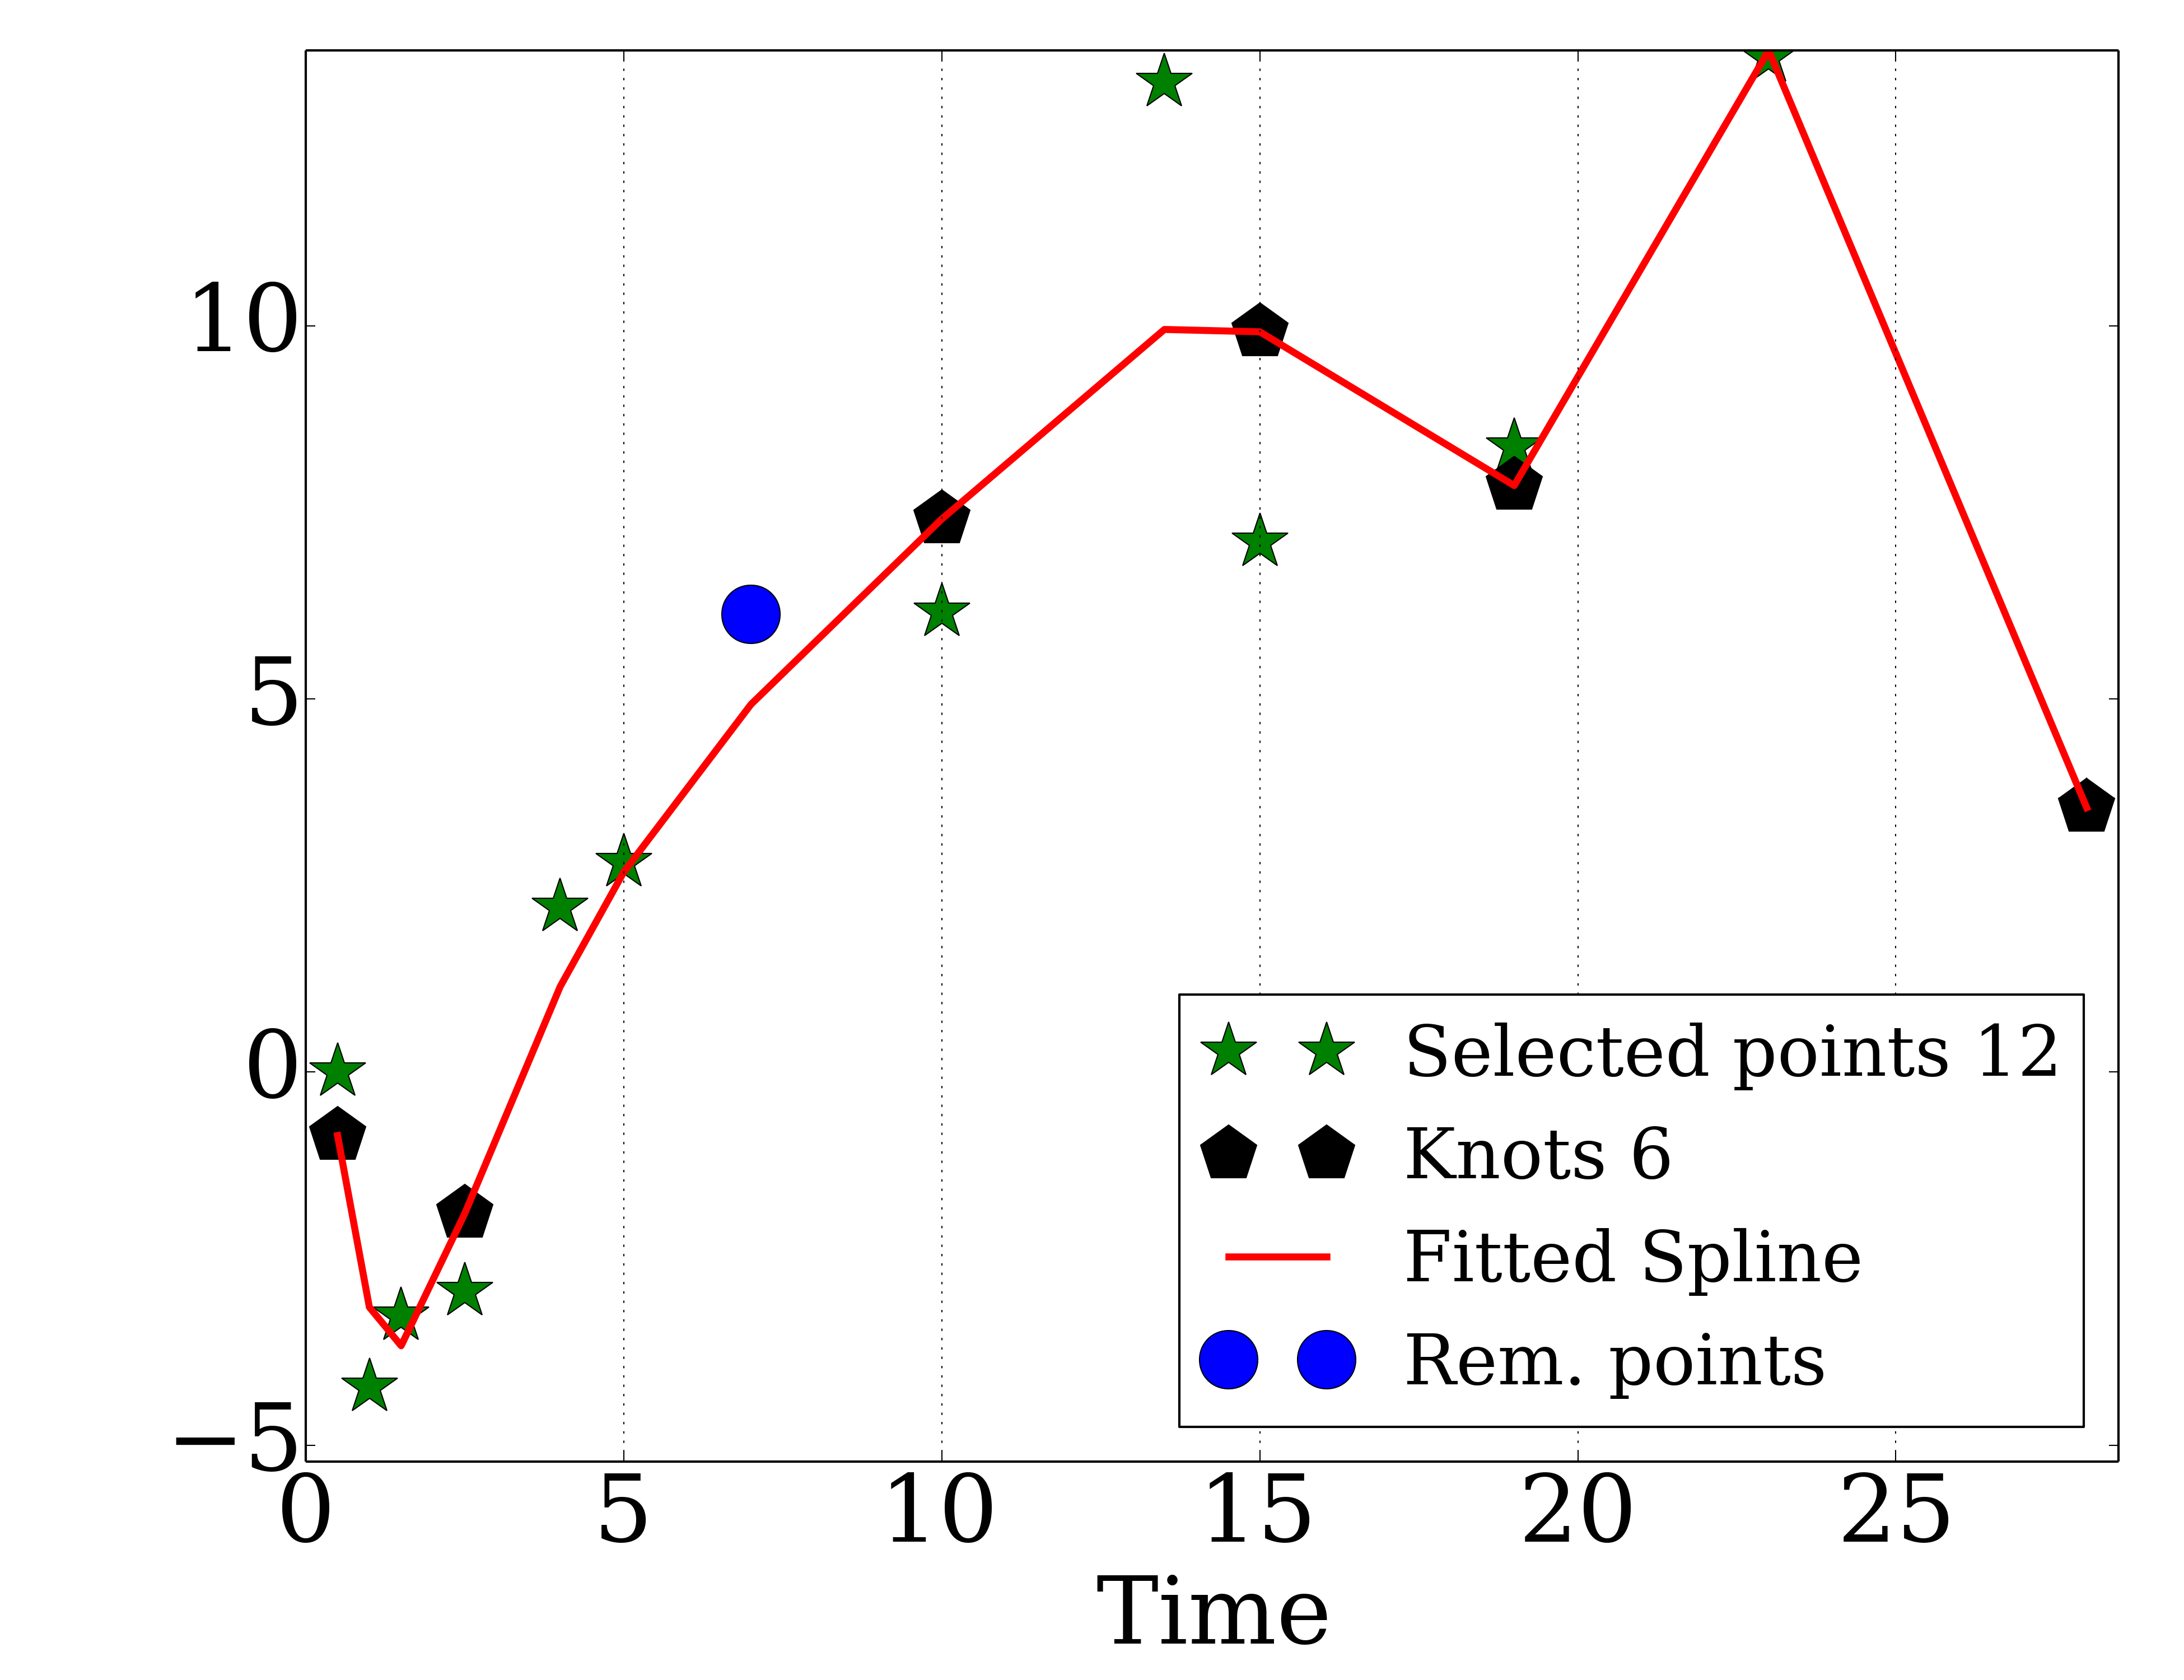 10
5
0
−5
0 5 10 15 20 25
Time
Selected points 12
Knots 6
Fitted Spline
Rem. points